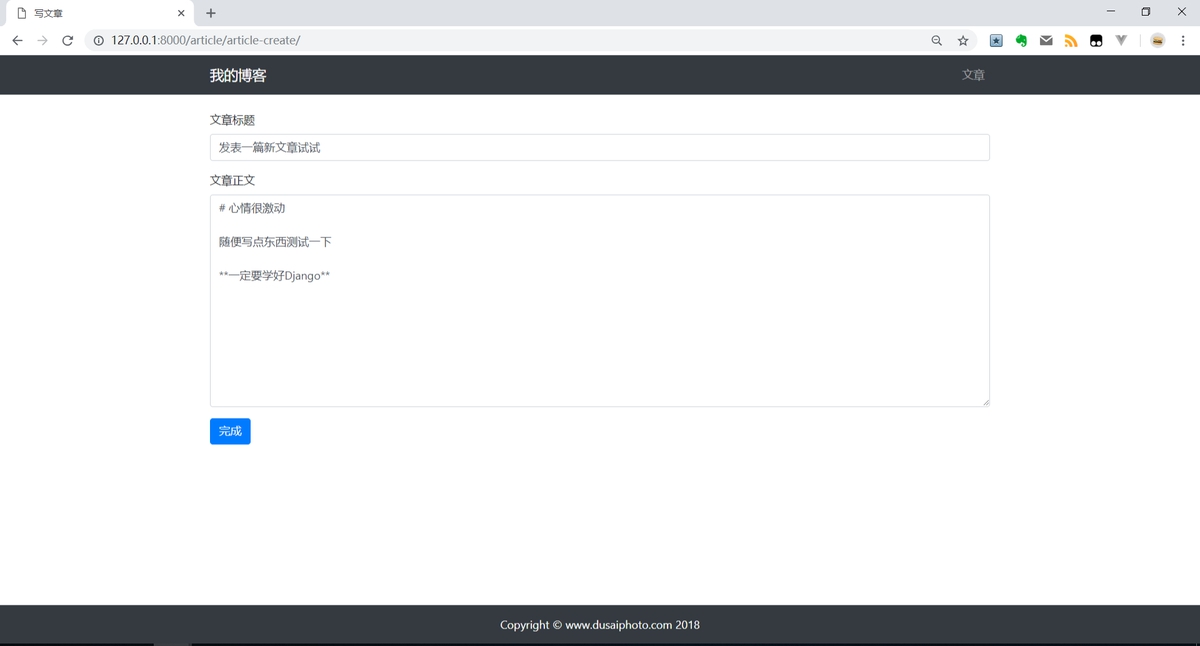 写文章
127.0.0.1:8000/article/article-create/
我的博客
文章
文章标题
发表一篇新文章试试
文章正文
# 心情很激动
随便写点东西测试一下
**一定要学好Django**
完成
Copyright © www.dusaiphoto.com 2018